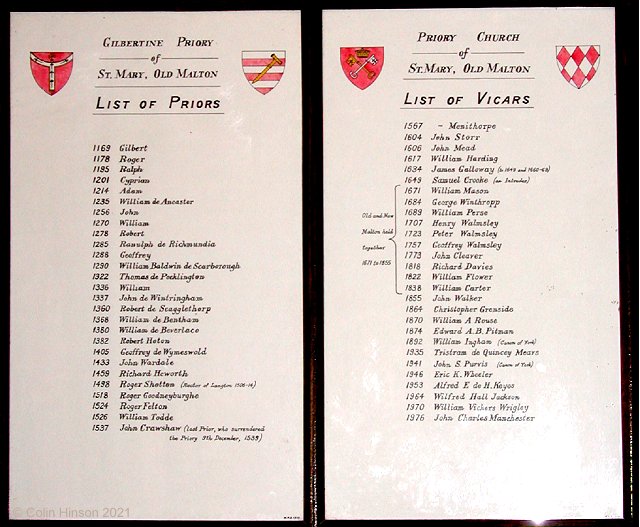 GILBERTINE PRIORY
of
ST. MARY, OLD MALTON
LIST OF PRIORS
1169 Gilbert
1178 Roger
1195 Ralph
1201 Cyprian
1214 Adam
1235 William de Ancaster
1256 John
1270 William
1278 Robert
1285 Ranulph de Richmundia
1288 Geoffrey
1290 William Baldwin de Scarborough
1322 Thomas de Pocklington
1336 William
1337 John de Wintringham
1360 Robert de Scagglethorp
1368 William de Bentham
1380 William de Beverlaco
1382 Robert Hoton
1405 Geoffrey de Wymeswold
1433 John Wardale
1459 Richard Heworth
1498 Roger Shotton (Rector of Langton 1505-14)
1518 Roger Goodneyburghe
1524 Roger Felton
1526 William Todde
1537 John Crawshaw (last Prior, who surrendered
the Priory 9th December, 1539)
PRIORY CHURCH
of
ST. MARY, OLD MALTON
LIST OF VICARS
1567 - Menithorpe
1604 John Storr
1606 John Mead
1617 William Harding
1634 James Galloway (to 1649 and 1660-63)
1649 Samuel Croche (an Intruder)
1671 William Mason
1684 George Winthropp
1689 William Perse
1707 Henry Walmsley
1723 Peter Walmsley
1757 Geoffrey Walmsley
1773 John Cleaver
1818 Richard Davies
1822 William Flower
1838 William Carter
Old and New
Malton held
together
1671 to 1855
1855 John Walker
1864 Christopher Grenside
1870 William A Rouse
1874 Edward A.B. Pitman
1892 William Ingham (Canon of York)
1935 Tristram de Quincey Mears
1941 John S. Purvis (Canon of York)
1946 Eric K. Wheeler
1953 Alfred E de H. Keyes
1964 Wilfred Hall Jackson
1970 William Vickers Wrigley
1976 John Charles Manchester
© Colin Hinson 2021